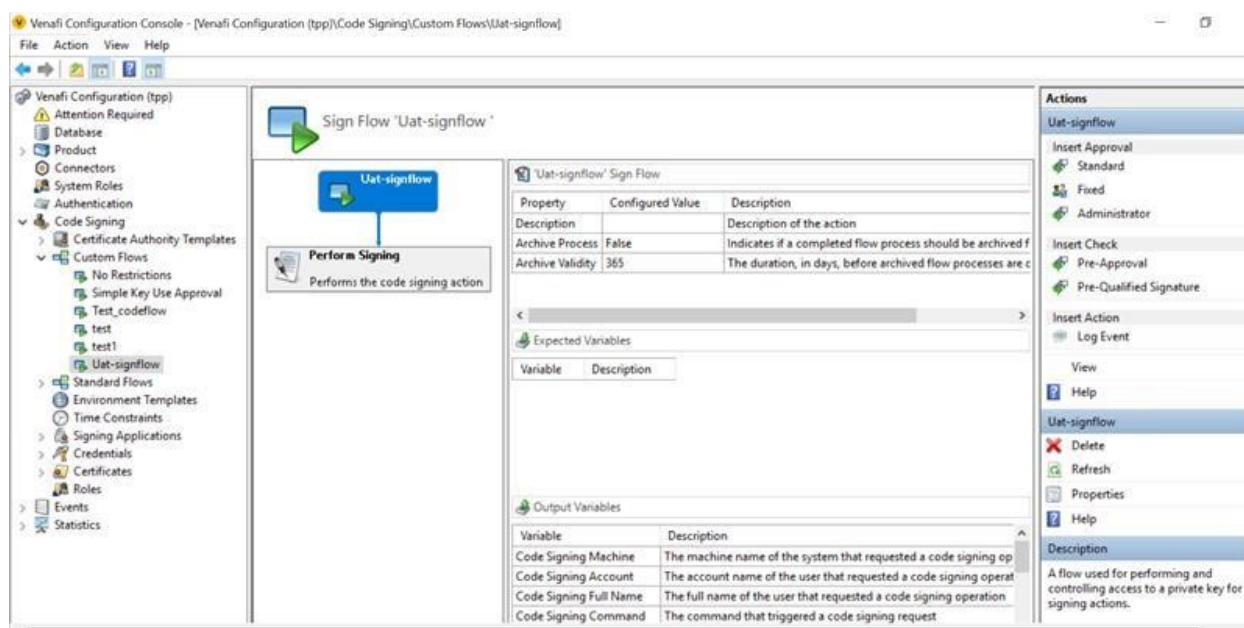 Venafi Configuration Console - [Venafi Configuration (tpp)\Code Signing\Custom Flows\Uat-signflow]
File Action View Help
Venafi Configuration (tpp)
Attention Required
Database
Product
Connectors
System Roles
Authentication
Code Signing
Certificate Authority Templates
Custom Flows
No Restrictions
Simple Key Use Approval
Test_codeflow
test
test1
Uat-signflow
Standard Flows
Environment Templates
Time Constraints
Signing Applications
Credentials
Certificates
Roles
Events
Statistics
Sign Flow 'Uat-signflow '
Uat-signflow
Perform Signing
Performs the code signing action
'Uat-signflow' Sign Flow
Property Configured Value Description
Description Description of the action
Archive Process False Indicates if a completed flow process should be archived f
Archive Validity 365 The duration, in days, before archived flow processes are c
Expected Variables
Variable Description
Output Variables
Variable Description
Code Signing Machine The machine name of the system that requested a code signing op
Code Signing Account The account name of the user that requested a code signing operat
Code Signing Full Name The full name of the user that requested a code signing operation
Code Signing Command The command that triggered a code signing request
Actions
Uat-signflow
Insert Approval
Standard
Fixed
Administrator
Insert Check
Pre-Approval
Pre-Qualified Signature
Insert Action
Log Event
View
Help
Uat-signflow
Delete
Refresh
Properties
Help
Description
A flow used for performing and
controlling access to a private key for
signing actions.